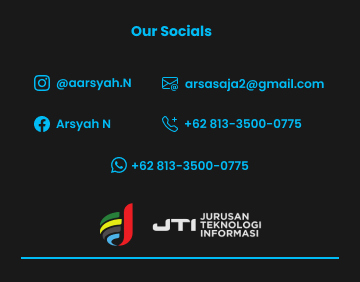 Our Socials
@aarsyah.N
arsasaja2@gmail.com
Arsyah N
+62 813-3500-0775
+62 813-3500-0775
JTI JURUSAN
TEKNOLOGI
INFORMASI